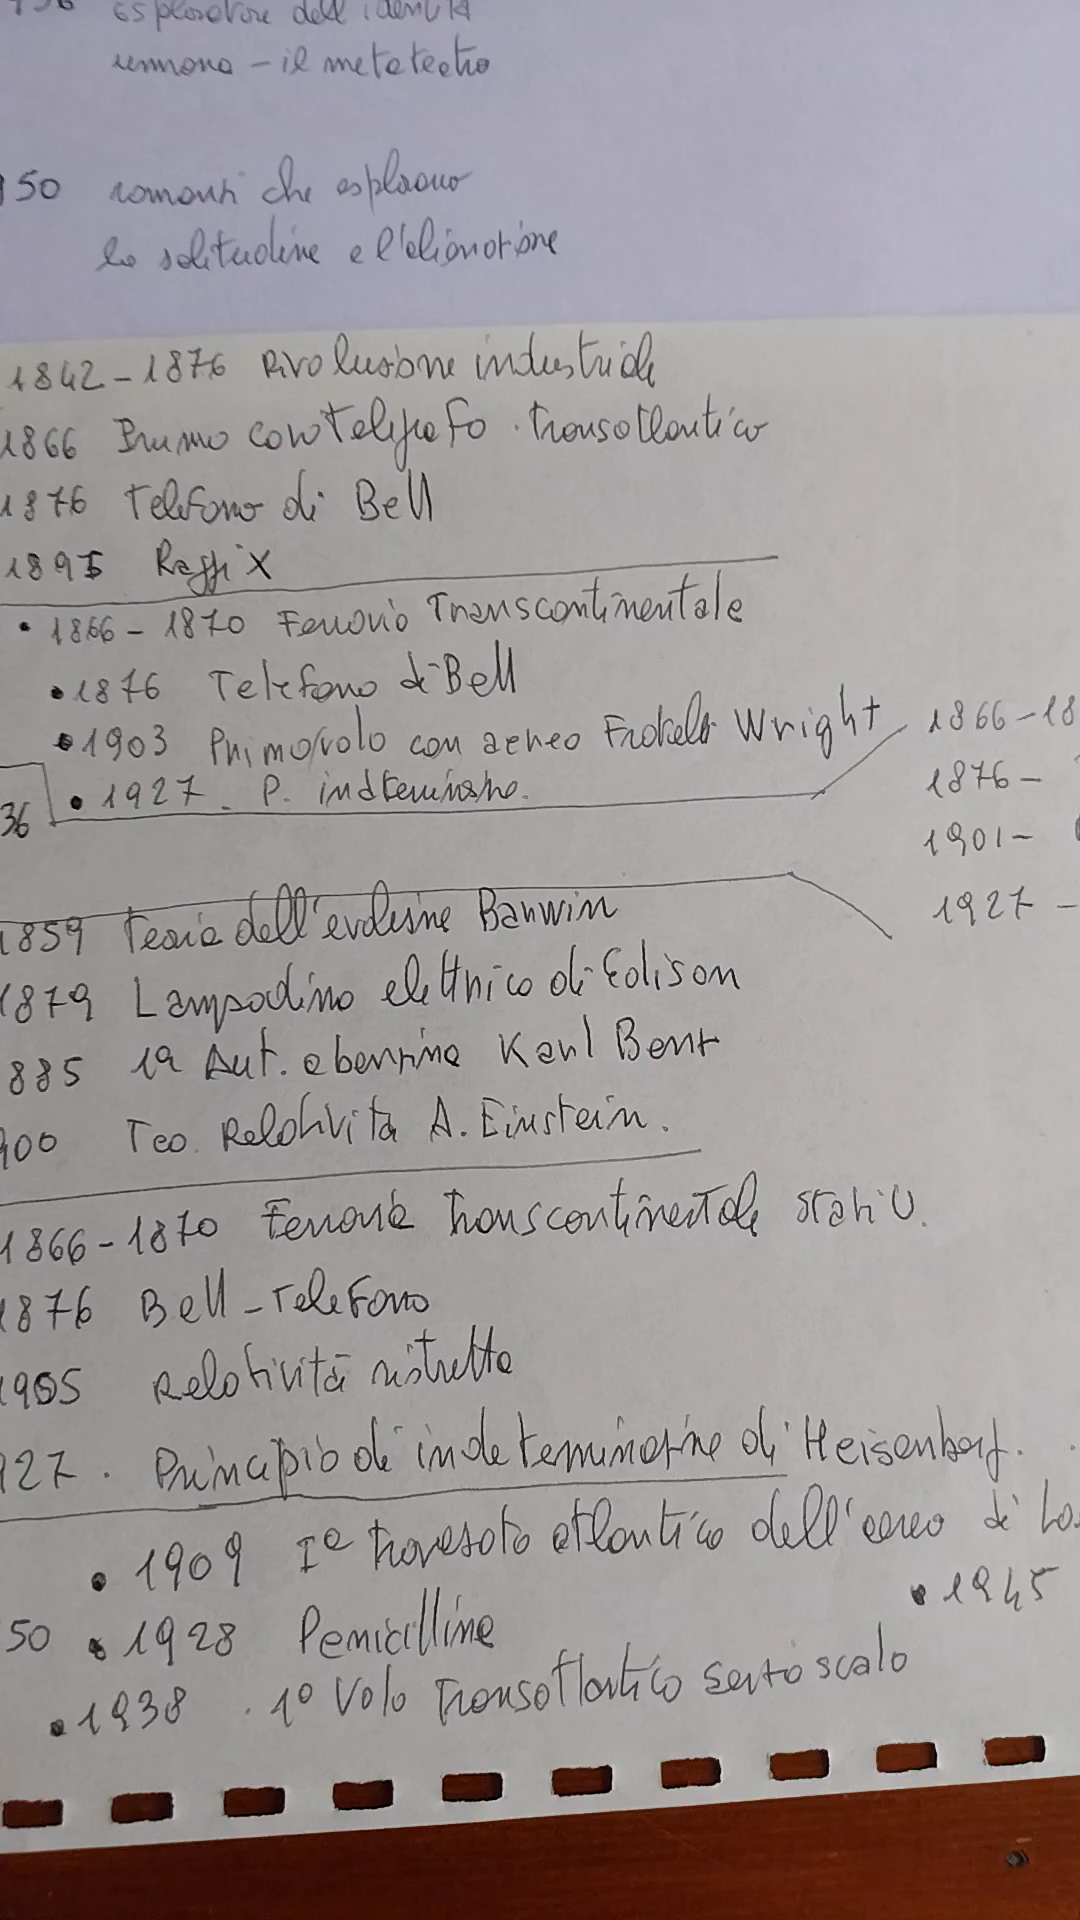 esploratore dell'identità
umana - il metateatro
50 romanzi che esplorano
la solitudine e l'alienazione
1842-1876 Rivoluzione industriale
1866 Primo cavo Telegrafo transatlantico
1876 Telefono di Bell
1895 Raggi X
• 1866-1870 Ferrovia Transcontinentale
• 1876 Telefono di Bell
• 1903 Primo volo con aereo Fratelli Wright
• 1927. P. indterminaz.
36
1866-18
1876-
1901-
1927-
1859 Teoria dell'evoluzione Darwin
1879 Lampadina elettrica di Edison
885 1a Aut. a benzina Karl Benz
900 Teo. Relatività A. Einstein.
1866-1870 Ferrovia transcontinentale Stati U.
1876 Bell-Telefono
1905 Relatività ristretta
927. Principio di indeterminazione di Heisenberg.
• 1909 Ia traversata atlantica dell'aereo di
• 1945
50 • 1928 Penicillina
• 1938. 1o Volo transatlantico senza scalo